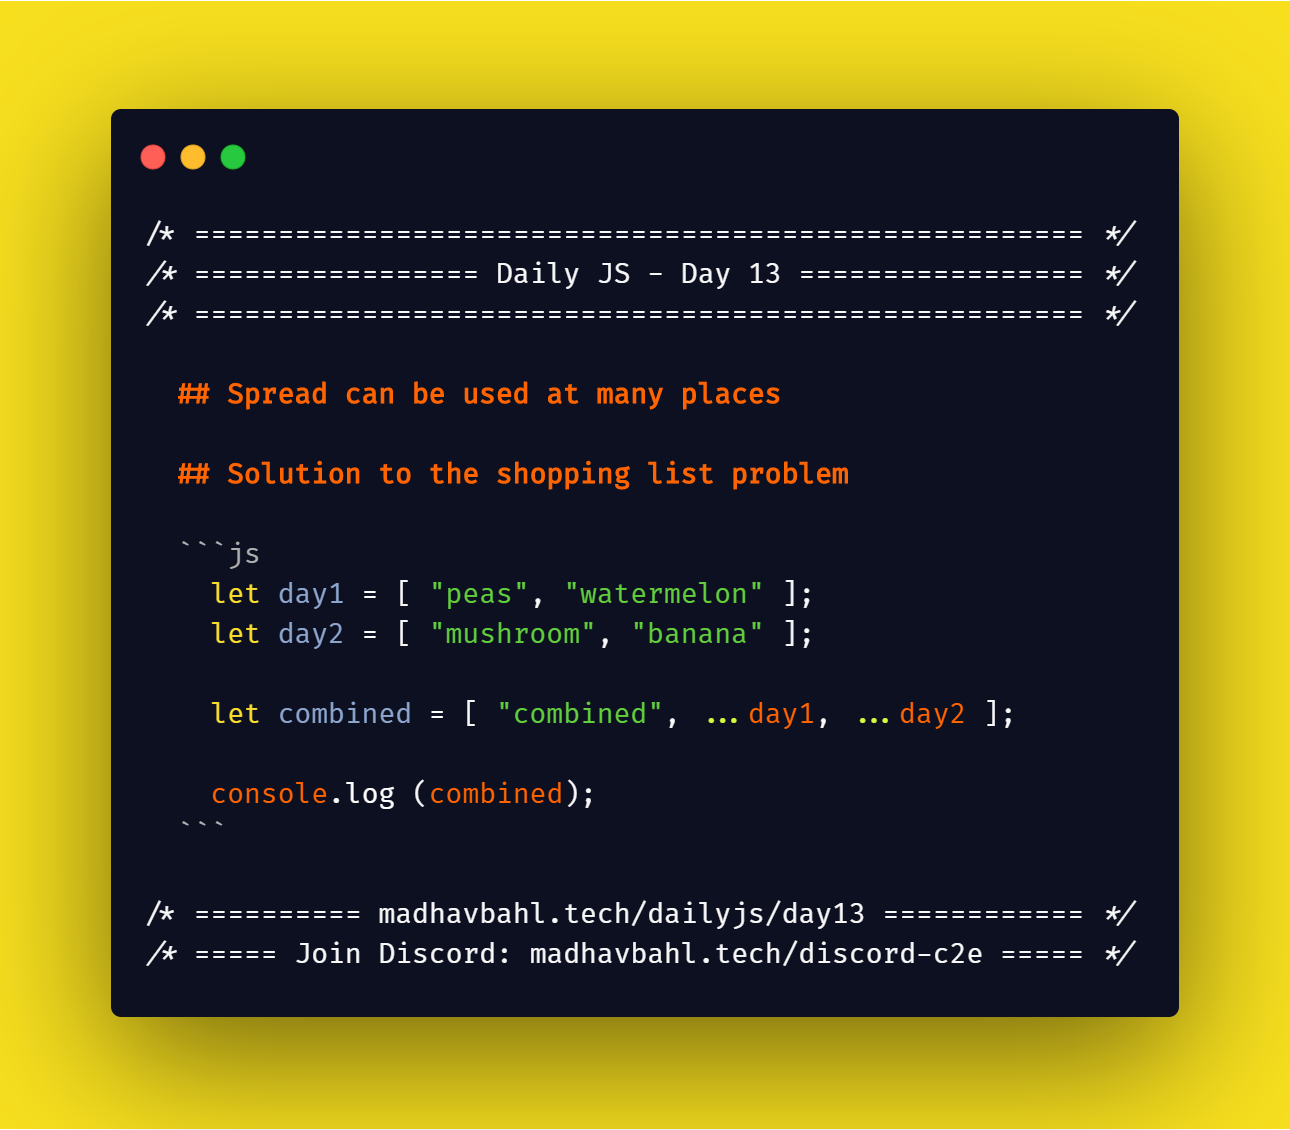 /* ===================================================== */
/* ================= Daily JS - Day 13 ================= */
/* ===================================================== */
## Spread can be used at many places
## Solution to the shopping list problem
```js
let day1 = [ "peas", "watermelon" ];
let day2 = [ "mushroom", "banana" ];
let combined = [ "combined", ...day1, ...day2 ];
console.log (combined);
```
/* ========== madhavbahl.tech/dailyjs/day13 ============ */
/* ===== Join Discord: madhavbahl.tech/discord-c2e ===== */